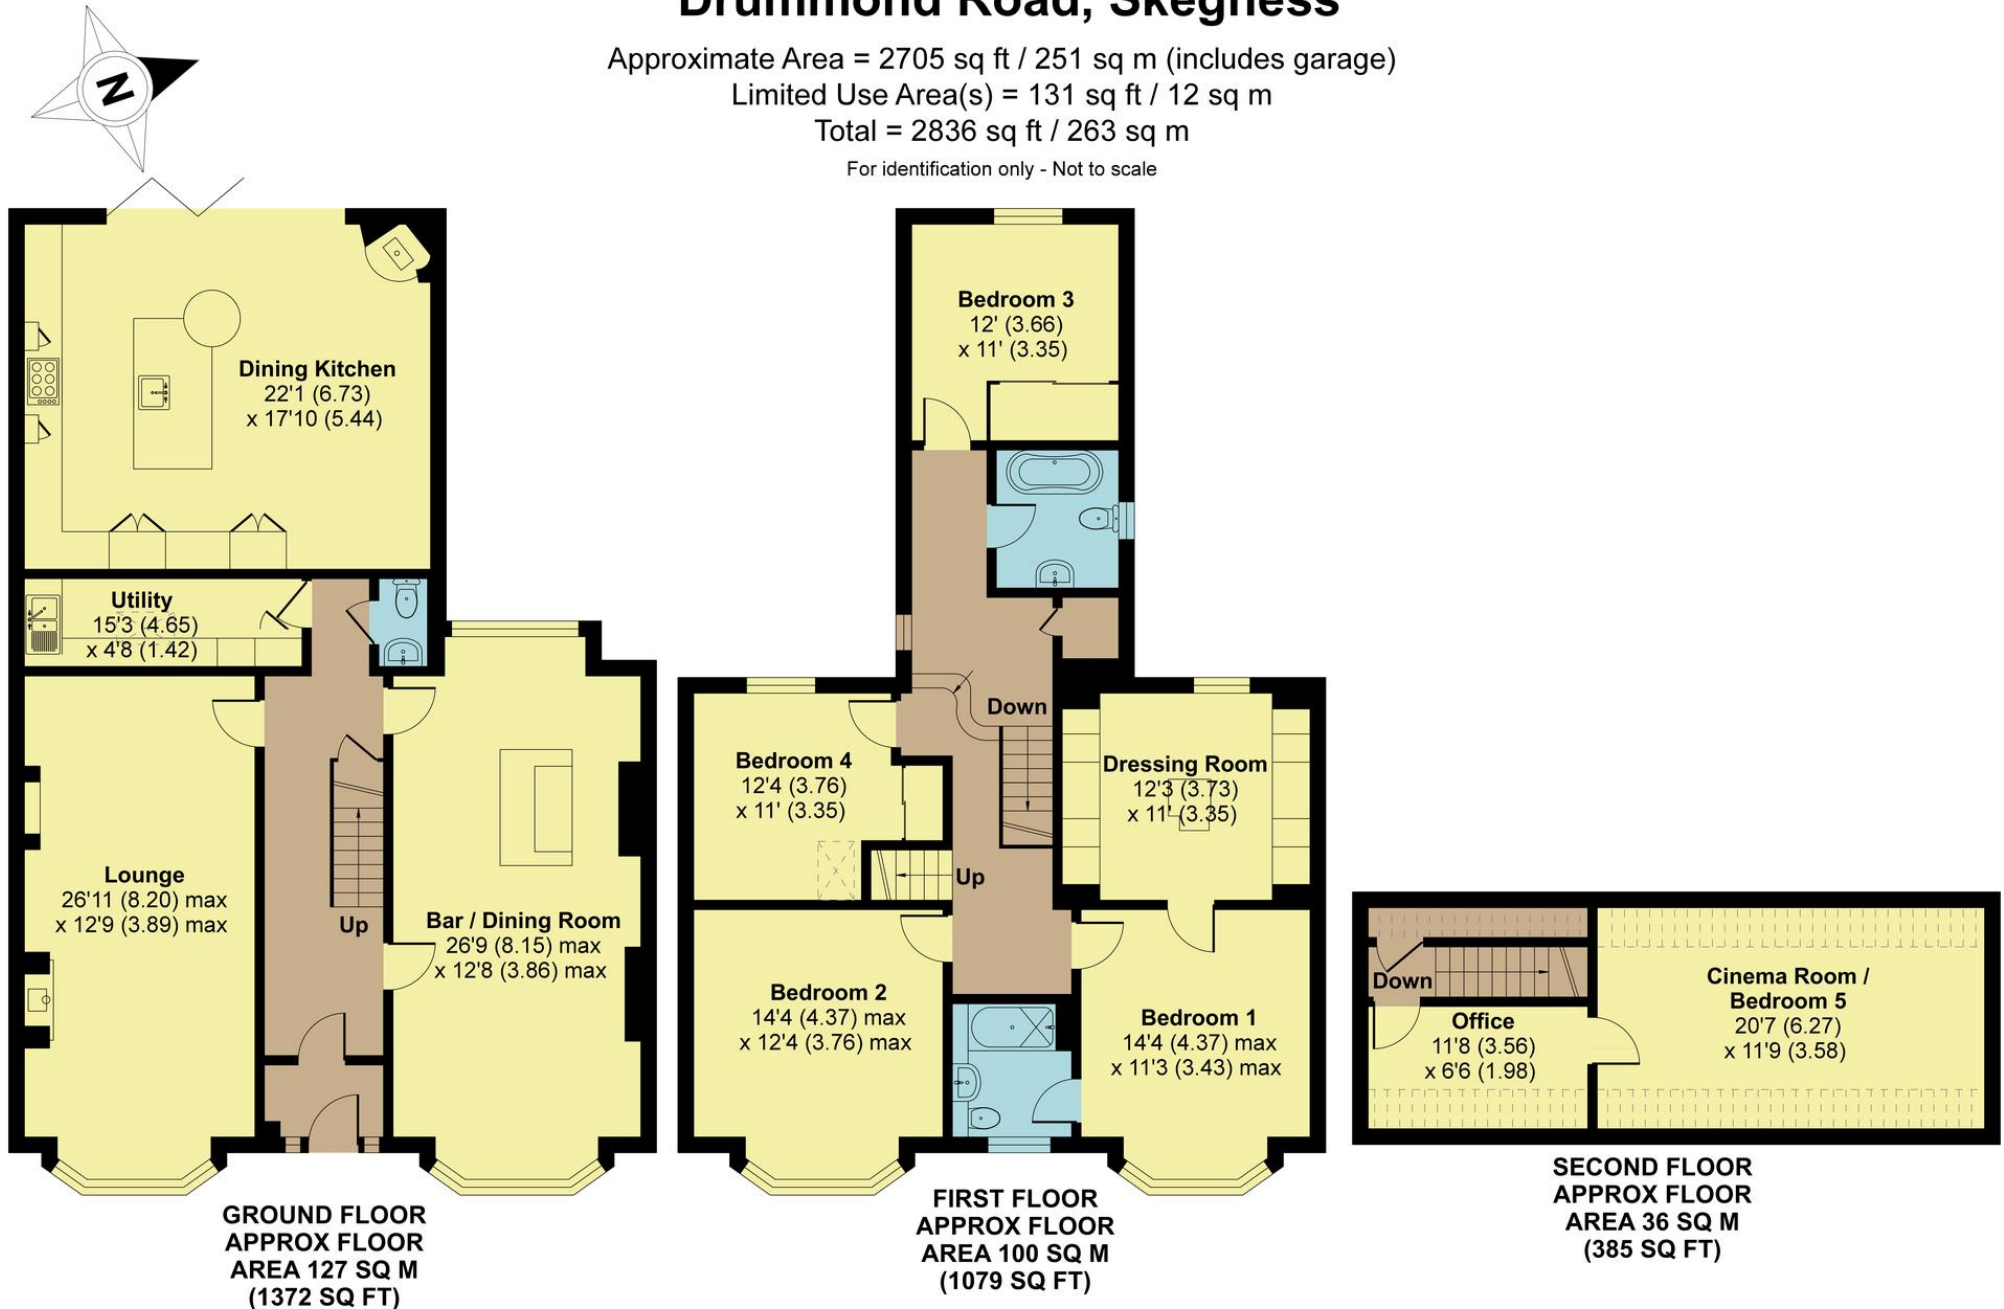 Drummond Road, Skegness
Approximate Area = 2705 sq ft / 251 sq m (includes garage)
Limited Use Area(s) = 131 sq ft / 12 sq m
Total = 2836 sq ft / 263 sq m
For identification only - Not to scale
N
Dining Kitchen
22'1 (6.73)
x 17'10 (5.44)
Utility
15'3 (4.65)
x 4'8 (1.42)
Lounge
26'11 (8.20) max
x 12'9 (3.89) max
Up
Bar / Dining Room
26'9 (8.15) max
x 12'8 (3.86) max
GROUND FLOOR
APPROX FLOOR
AREA 127 SQ M
(1372 SQ FT)
Bedroom 3
12' (3.66)
x 11' (3.35)
Down
Bedroom 4
12'4 (3.76)
x 11' (3.35)
Dressing Room
12'3 (3.73)
x 11' (3.35)
Up
Bedroom 2
14'4 (4.37) max
x 12'4 (3.76) max
Bedroom 1
14'4 (4.37) max
x 11'3 (3.43) max
FIRST FLOOR
APPROX FLOOR
AREA 100 SQ M
(1079 SQ FT)
Down
Office
11'8 (3.56)
x 6'6 (1.98)
Cinema Room /
Bedroom 5
20'7 (6.27)
x 11'9 (3.58)
SECOND FLOOR
APPROX FLOOR
AREA 36 SQ M
(385 SQ FT)